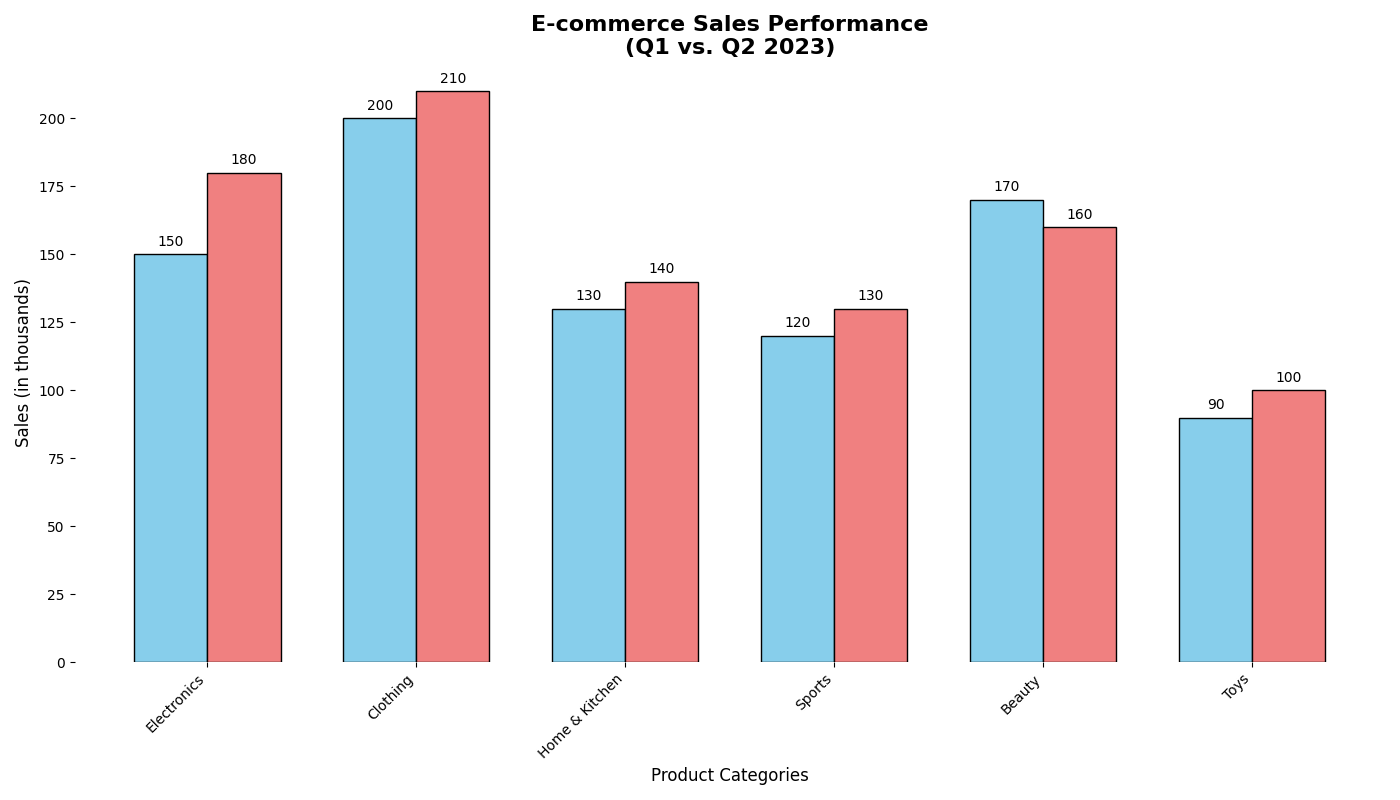 E-commerce Sales Performance
(Q1 vs. Q2 2023)
Sales (in thousands)
200
175
150
125
100
75
50
25
0
150
180
200
210
130
140
120
130
170
160
90
100
Electronics
Clothing
Home & Kitchen
Sports
Beauty
Toys
Product Categories